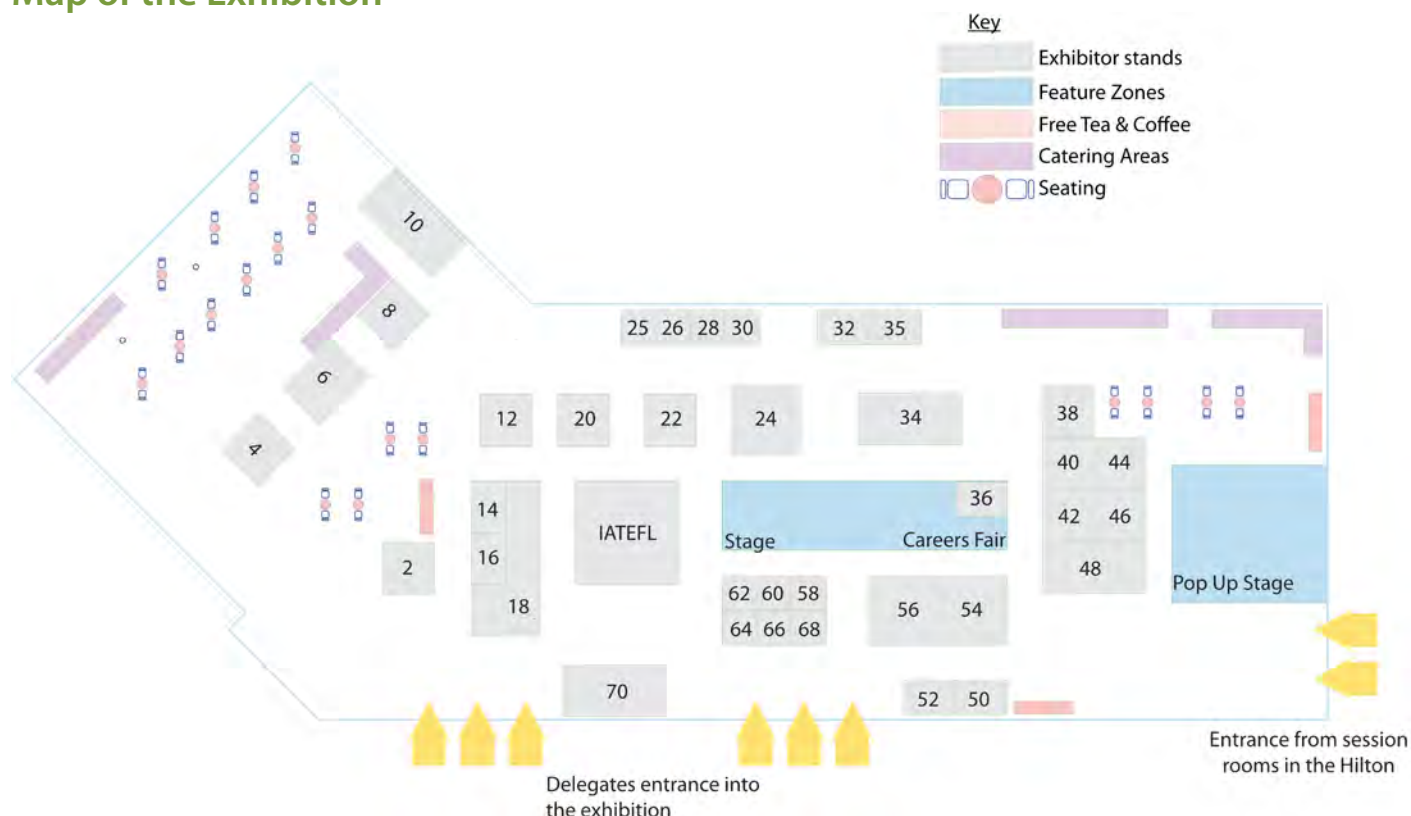 Map of the Exhibition
Key
Exhibitor stands
Feature Zones
Free Tea & Coffee
Catering Areas
Seating
10
8
6
4
25 26 28 30
32 35
12
20
22
24
34
38
40 44
42 46
48
14
16
18
IATEFL
36
Stage
Careers Fair
2
62 60 58
64 66 68
56 54
Pop Up Stage
70
52 50
Delegates entrance into
the exhibition
Entrance from session
rooms in the Hilton